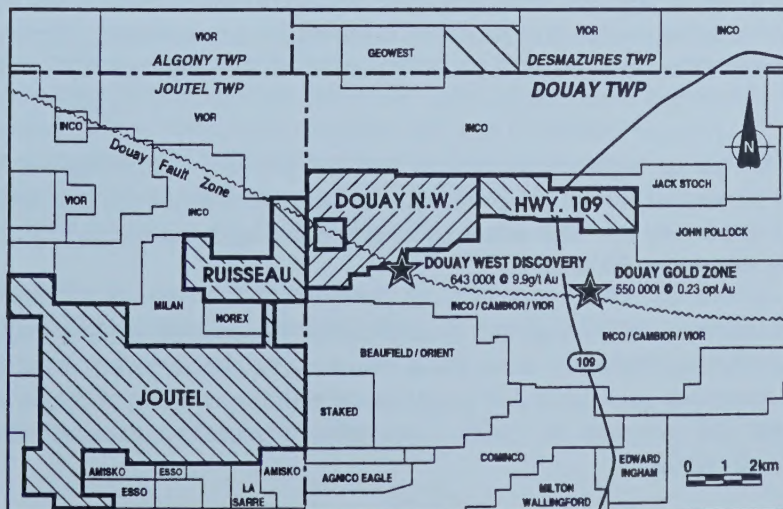 VIOR
VIOR
INCO
GEOWEST
ALGONY TWP
DESMAZURES TWP
JOUTEL TWP
DOUAY TWP
VIOR
INCO
INCO
Douay Fault Zone
N
JACK STOCH
VIOR
DOUAY N.W.
HWY. 109
INCO
JOHN POLLOCK
RUISSEAU
DOUAY WEST DISCOVERY
643 000t @ 9.9g/t Au
DOUAY GOLD ZONE
550 000t @ 0.23 opt Au
INCO / CAMBIOR / VIOR
MILAN
NOREX
INCO / CAMBIOR / VIOR
BEAUFIELD / ORIENT
109
JOUTEL
STAKED
COMINCO
EDWARD
INGHAM
AMISKO
ESSO
AMISKO
AGNICO EAGLE
0 1 2km
ESSO
LA
SARRE
MILTON
WALLINGFORD